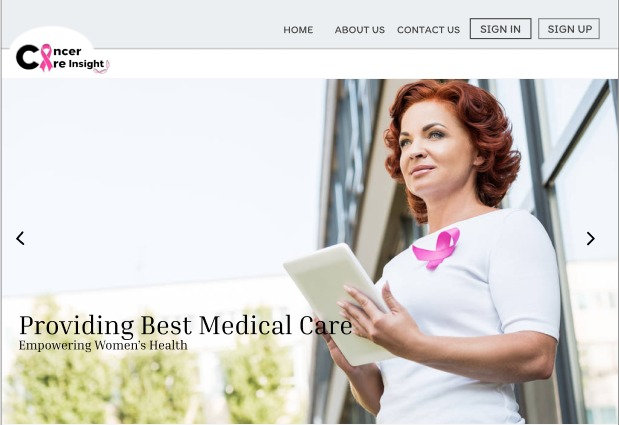 HOME ABOUT US CONTACT US SIGN IN SIGN UP
Cancer
Care Insight
Providing Best Medical Care
Empowering Women's Health